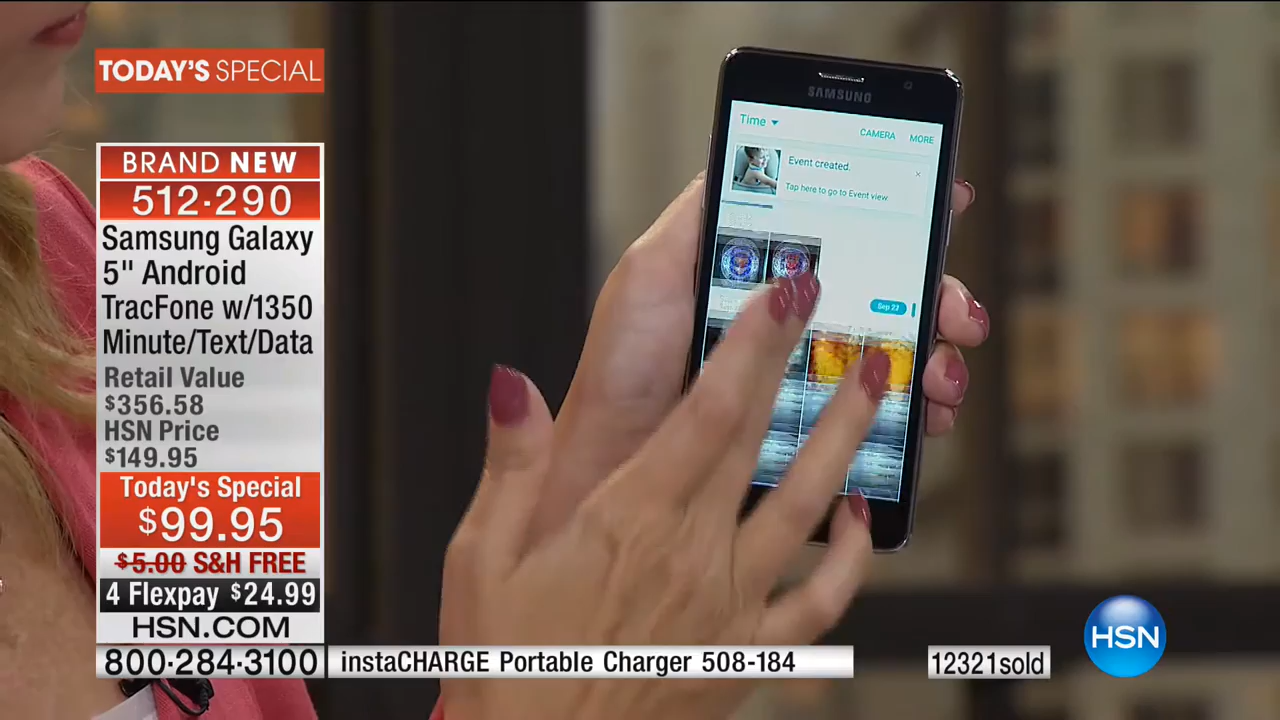 TODAY'S SPECIAL
BRAND NEW
512-290
Samsung Galaxy
5" Android
TracFone w/1350
Minute/Text/Data
Retail Value
$356.58
HSN Price
$149.95
Today's Special
$99.95
$5.00 S&H FREE
4 Flexpay $24.99
HSN.COM
800-284-3100
instaCHARGE Portable Charger 508-184
12321sold
HSN
SAMSUNG
Time
CAMERA
MORE
Event created.
Tap here to go to Event view
Sep 23